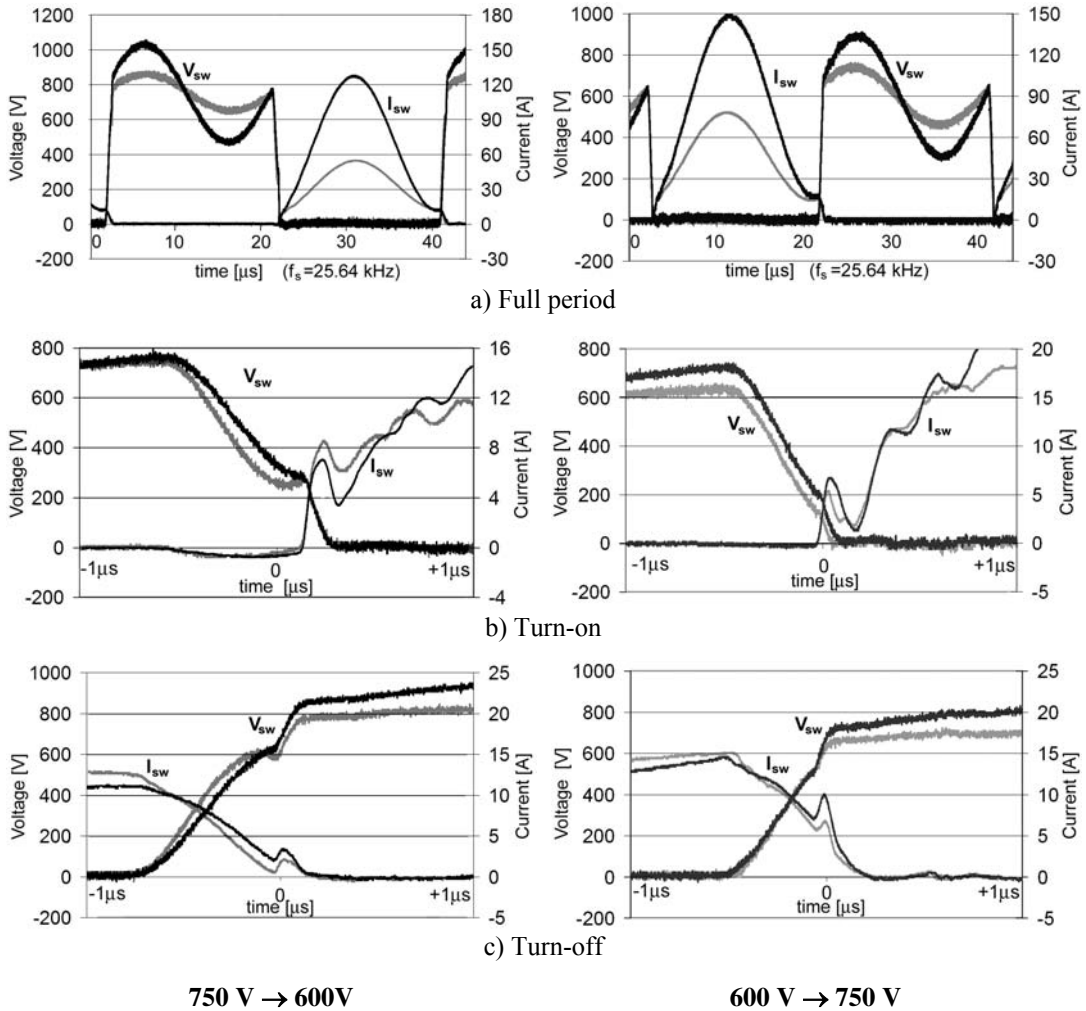 1200
1000
800
600
400
200
0
-200
Voltage [V]
180
150
120
90
60
30
0
-30
Current [A]
V_sw
I_sw
0 10 20 30 40
time [μs] (f_s=25.64 kHz)
1000
800
600
400
200
0
-200
Voltage [V]
150
120
90
60
30
0
-30
Current [A]
I_sw
V_sw
0 10 20 30 40
time [μs] (f_s=25.64 kHz)
a) Full period
800
600
400
200
0
-200
Voltage [V]
16
12
8
4
0
-4
Current [A]
V_sw
I_sw
-1μs 0 +1μs
time [μs]
800
600
400
200
0
-200
Voltage [V]
20
15
10
5
0
-5
Current [A]
V_sw
I_sw
-1μs 0 +1μs
time [μs]
b) Turn-on
1000
800
600
400
200
0
-200
Voltage [V]
25
20
15
10
5
0
-5
Current [A]
V_sw
I_sw
-1μs 0 +1μs
time [μs]
1000
800
600
400
200
0
-200
Voltage [V]
25
20
15
10
5
0
-5
Current [A]
V_sw
I_sw
-1μs 0 +1μs
time [μs]
c) Turn-off
750 V → 600V 600 V → 750 V